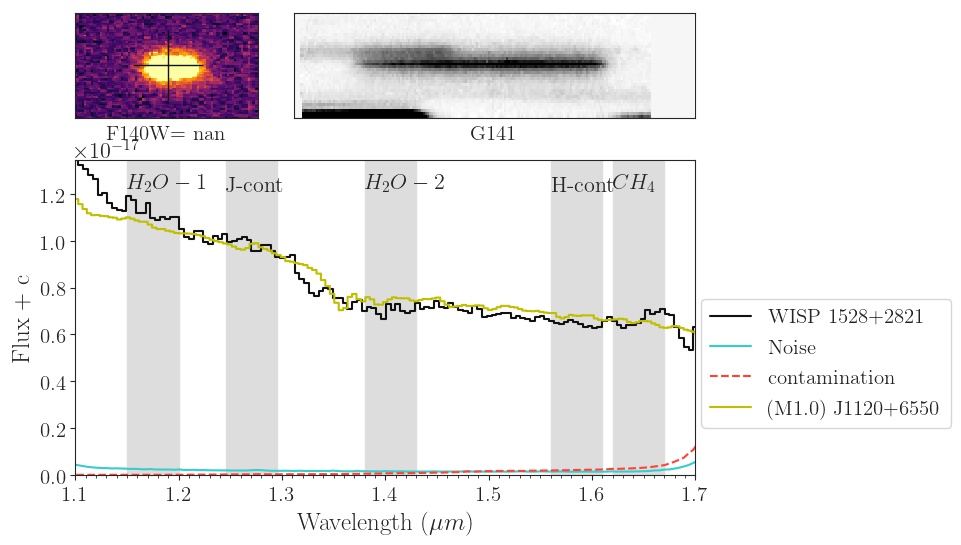 F140W= nan
G141
×10⁻¹⁷
H₂O − 1
J-cont
H₂O − 2
H-cont
CH₄
1.2
1.0
0.8
0.6
0.4
0.2
0.0
Flux + c
1.1
1.2
1.3
1.4
1.5
1.6
1.7
Wavelength (μm)
WISP 1528+2821
Noise
contamination
(M1.0) J1120+6550